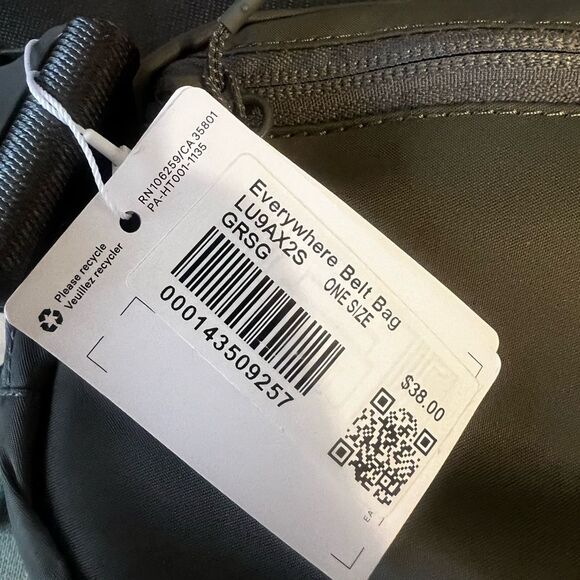 RN106259/CA 35801
PA-HT001-1135
Please recycle
Veuillez recycler
Everywhere Belt Bag
LU9AX2S
GRSG ONE SIZE
000143509257
$38.00
EA